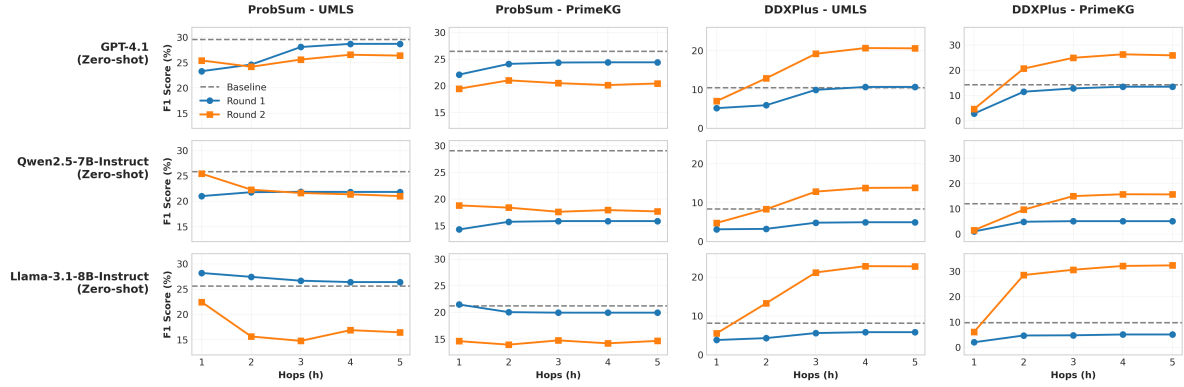 ProbSum - UMLS
ProbSum - PrimeKG
DDXPlus - UMLS
DDXPlus - PrimeKG
GPT-4.1
(Zero-shot)
F1 Score (%)
30
25
20
15
Baseline
Round 1
Round 2
30
25
20
15
20
10
0
30
20
10
0
Qwen2.5-7B-Instruct
(Zero-shot)
F1 Score (%)
30
25
20
15
30
25
20
15
20
10
0
30
20
10
0
Llama-3.1-8B-Instruct
(Zero-shot)
F1 Score (%)
30
25
20
15
30
25
20
15
20
10
0
30
20
10
0
1 2 3 4 5
1 2 3 4 5
1 2 3 4 5
1 2 3 4 5
Hops (h)
Hops (h)
Hops (h)
Hops (h)